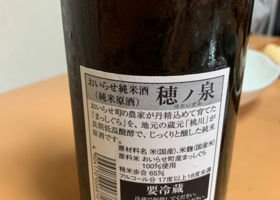 おいらせ純米酒
(純米原酒)
穂ノ泉
おいらせ町の農家が丹精込めて育てた
「まっしぐら」を、地元の蔵元「桃川」が
長期低温醗酵で、じっくりと醸した純米
原酒です。
原材料名 米(国産)、米麹(国産米)
原料米 おいらせ町産まっしぐら
100%使用
精米歩合 65%
アルコール分 17度以上18度未満
要冷蔵